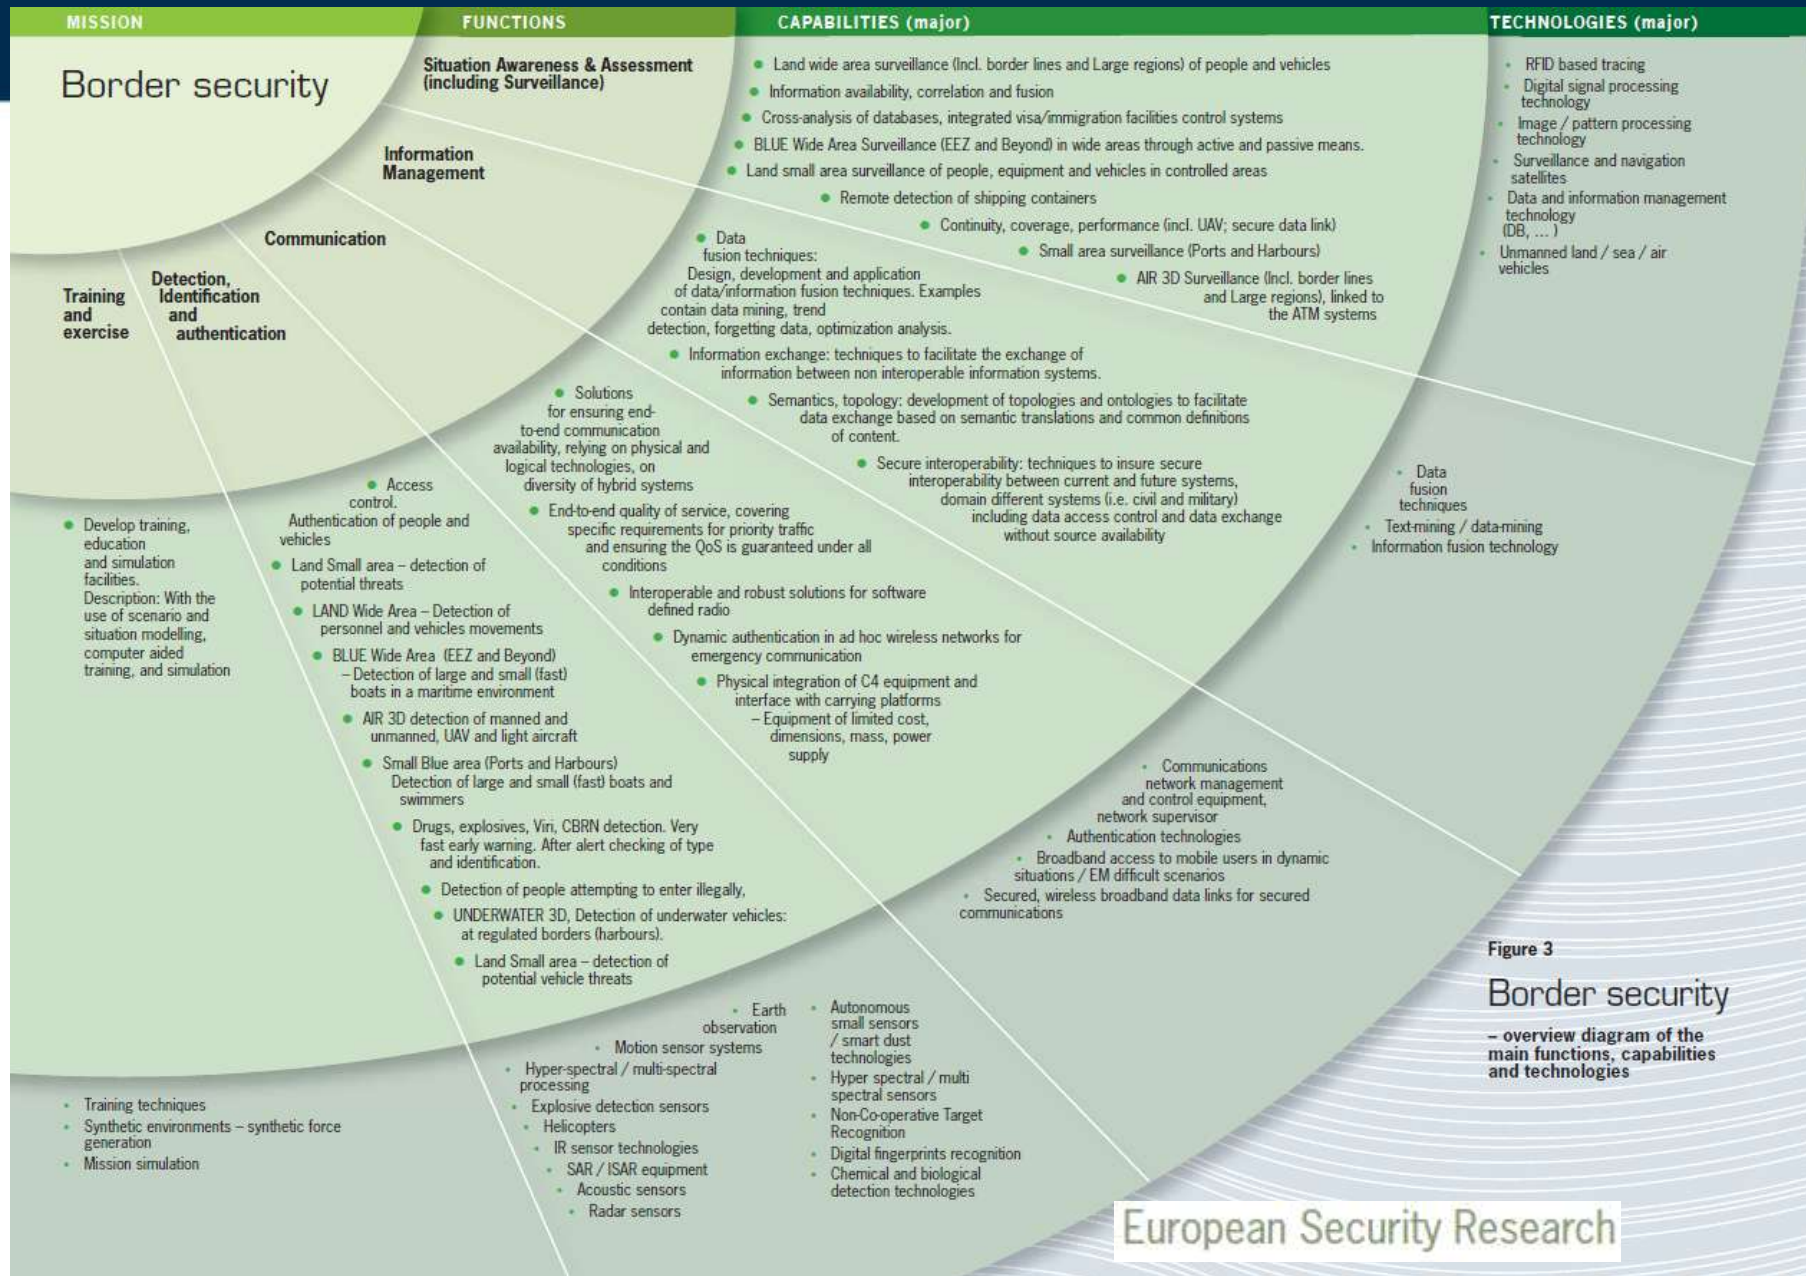 MISSION
FUNCTIONS
CAPABILITIES (major)
TECHNOLOGIES (major)
Border security
Situation Awareness & Assessment
(including Surveillance)
Information
Management
Communication
Detection,
Identification
and
authentication
Training
and
exercise
• Land wide area surveillance (Incl. border lines and Large regions) of people and vehicles
• Information availability, correlation and fusion
• Cross-analysis of databases, integrated visa/immigration facilities control systems
• BLUE Wide Area Surveillance (EEZ and Beyond) in wide areas through active and passive means.
• Land small area surveillance of people, equipment and vehicles in controlled areas
• Remote detection of shipping containers
• Continuity, coverage, performance (incl. UAV; secure data link)
• Small area surveillance (Ports and Harbours)
• AIR 3D Surveillance (Incl. border lines
and Large regions), linked to
the ATM systems
• RFID based tracing
• Digital signal processing
technology
• Image / pattern processing
technology
• Surveillance and navigation
satellites
• Data and information management
technology
(DB, ... )
• Unmanned land / sea / air
vehicles
• Data
fusion techniques:
Design, development and application
of data/information fusion techniques. Examples
contain data mining, trend
detection, forgetting data, optimization analysis.
• Information exchange: techniques to facilitate the exchange of
information between non interoperable information systems.
• Semantics, topology: development of topologies and ontologies to facilitate
data exchange based on semantic translations and common definitions
of content.
• Secure interoperability: techniques to insure secure
interoperability between current and future systems,
domain different systems (i.e. civil and military)
including data access control and data exchange
without source availability
• Data
fusion
techniques
• Text-mining / data-mining
• Information fusion technology
• Solutions
for ensuring end-
to-end communication
availability, relying on physical and
logical technologies, on
diversity of hybrid systems
• End-to-end quality of service, covering
specific requirements for priority traffic
and ensuring the QoS is guaranteed under all
conditions
• Interoperable and robust solutions for software
defined radio
• Dynamic authentication in ad hoc wireless networks for
emergency communication
• Physical integration of C4 equipment and
interface with carrying platforms
– Equipment of limited cost,
dimensions, mass, power
supply
• Communications
network management
and control equipment,
network supervisor
• Authentication technologies
• Broadband access to mobile users in dynamic
situations / EM difficult scenarios
• Secured, wireless broadband data links for secured
communications
• Access
control.
Authentication of people and
vehicles
• Land Small area – detection of
potential threats
• LAND Wide Area – Detection of
personnel and vehicles movements
• BLUE Wide Area (EEZ and Beyond)
– Detection of large and small (fast)
boats in a maritime environment
• AIR 3D detection of manned and
unmanned, UAV and light aircraft
• Small Blue area (Ports and Harbours)
Detection of large and small (fast) boats and
swimmers
• Drugs, explosives, Viri, CBRN detection. Very
fast early warning. After alert checking of type
and identification.
• Detection of people attempting to enter illegally,
• UNDERWATER 3D, Detection of underwater vehicles:
at regulated borders (harbours).
• Land Small area – detection of
potential vehicle threats
• Earth
observation
• Motion sensor systems
• Hyper-spectral / multi-spectral
processing
• Explosive detection sensors
• Helicopters
• IR sensor technologies
• SAR / ISAR equipment
• Acoustic sensors
• Radar sensors
• Autonomous
small sensors
/ smart dust
technologies
• Hyper spectral / multi
spectral sensors
• Non-Co-operative Target
Recognition
• Digital fingerprints recognition
• Chemical and biological
detection technologies
• Develop training,
education
and simulation
facilities.
Description: With the
use of scenario and
situation modelling,
computer aided
training, and simulation
• Training techniques
• Synthetic environments – synthetic force
generation
• Mission simulation
Figure 3
Border security
– overview diagram of the
main functions, capabilities
and technologies
European Security Research